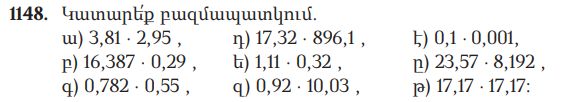 1148. Կատարե՛ք բազմապատկում.
ա) 3,81 · 2,95 , դ) 17,32 · 896,1 , է) 0,1 · 0,001,
բ) 16,387 · 0,29 , ե) 1,11 · 0,32 , ը) 23,57 · 8,192 ,
գ) 0,782 · 0,55 , զ) 0,92 · 10,03 , թ) 17,17 · 17,17: